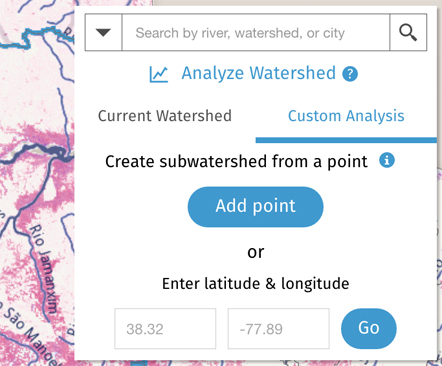 Search by river, watershed, or city
Analyze Watershed ?
Current Watershed
Custom Analysis
Create subwatershed from a point i
Add point
or
Enter latitude & longitude
38.32
-77.89
Go
Rio Jamanxim
São Manoel